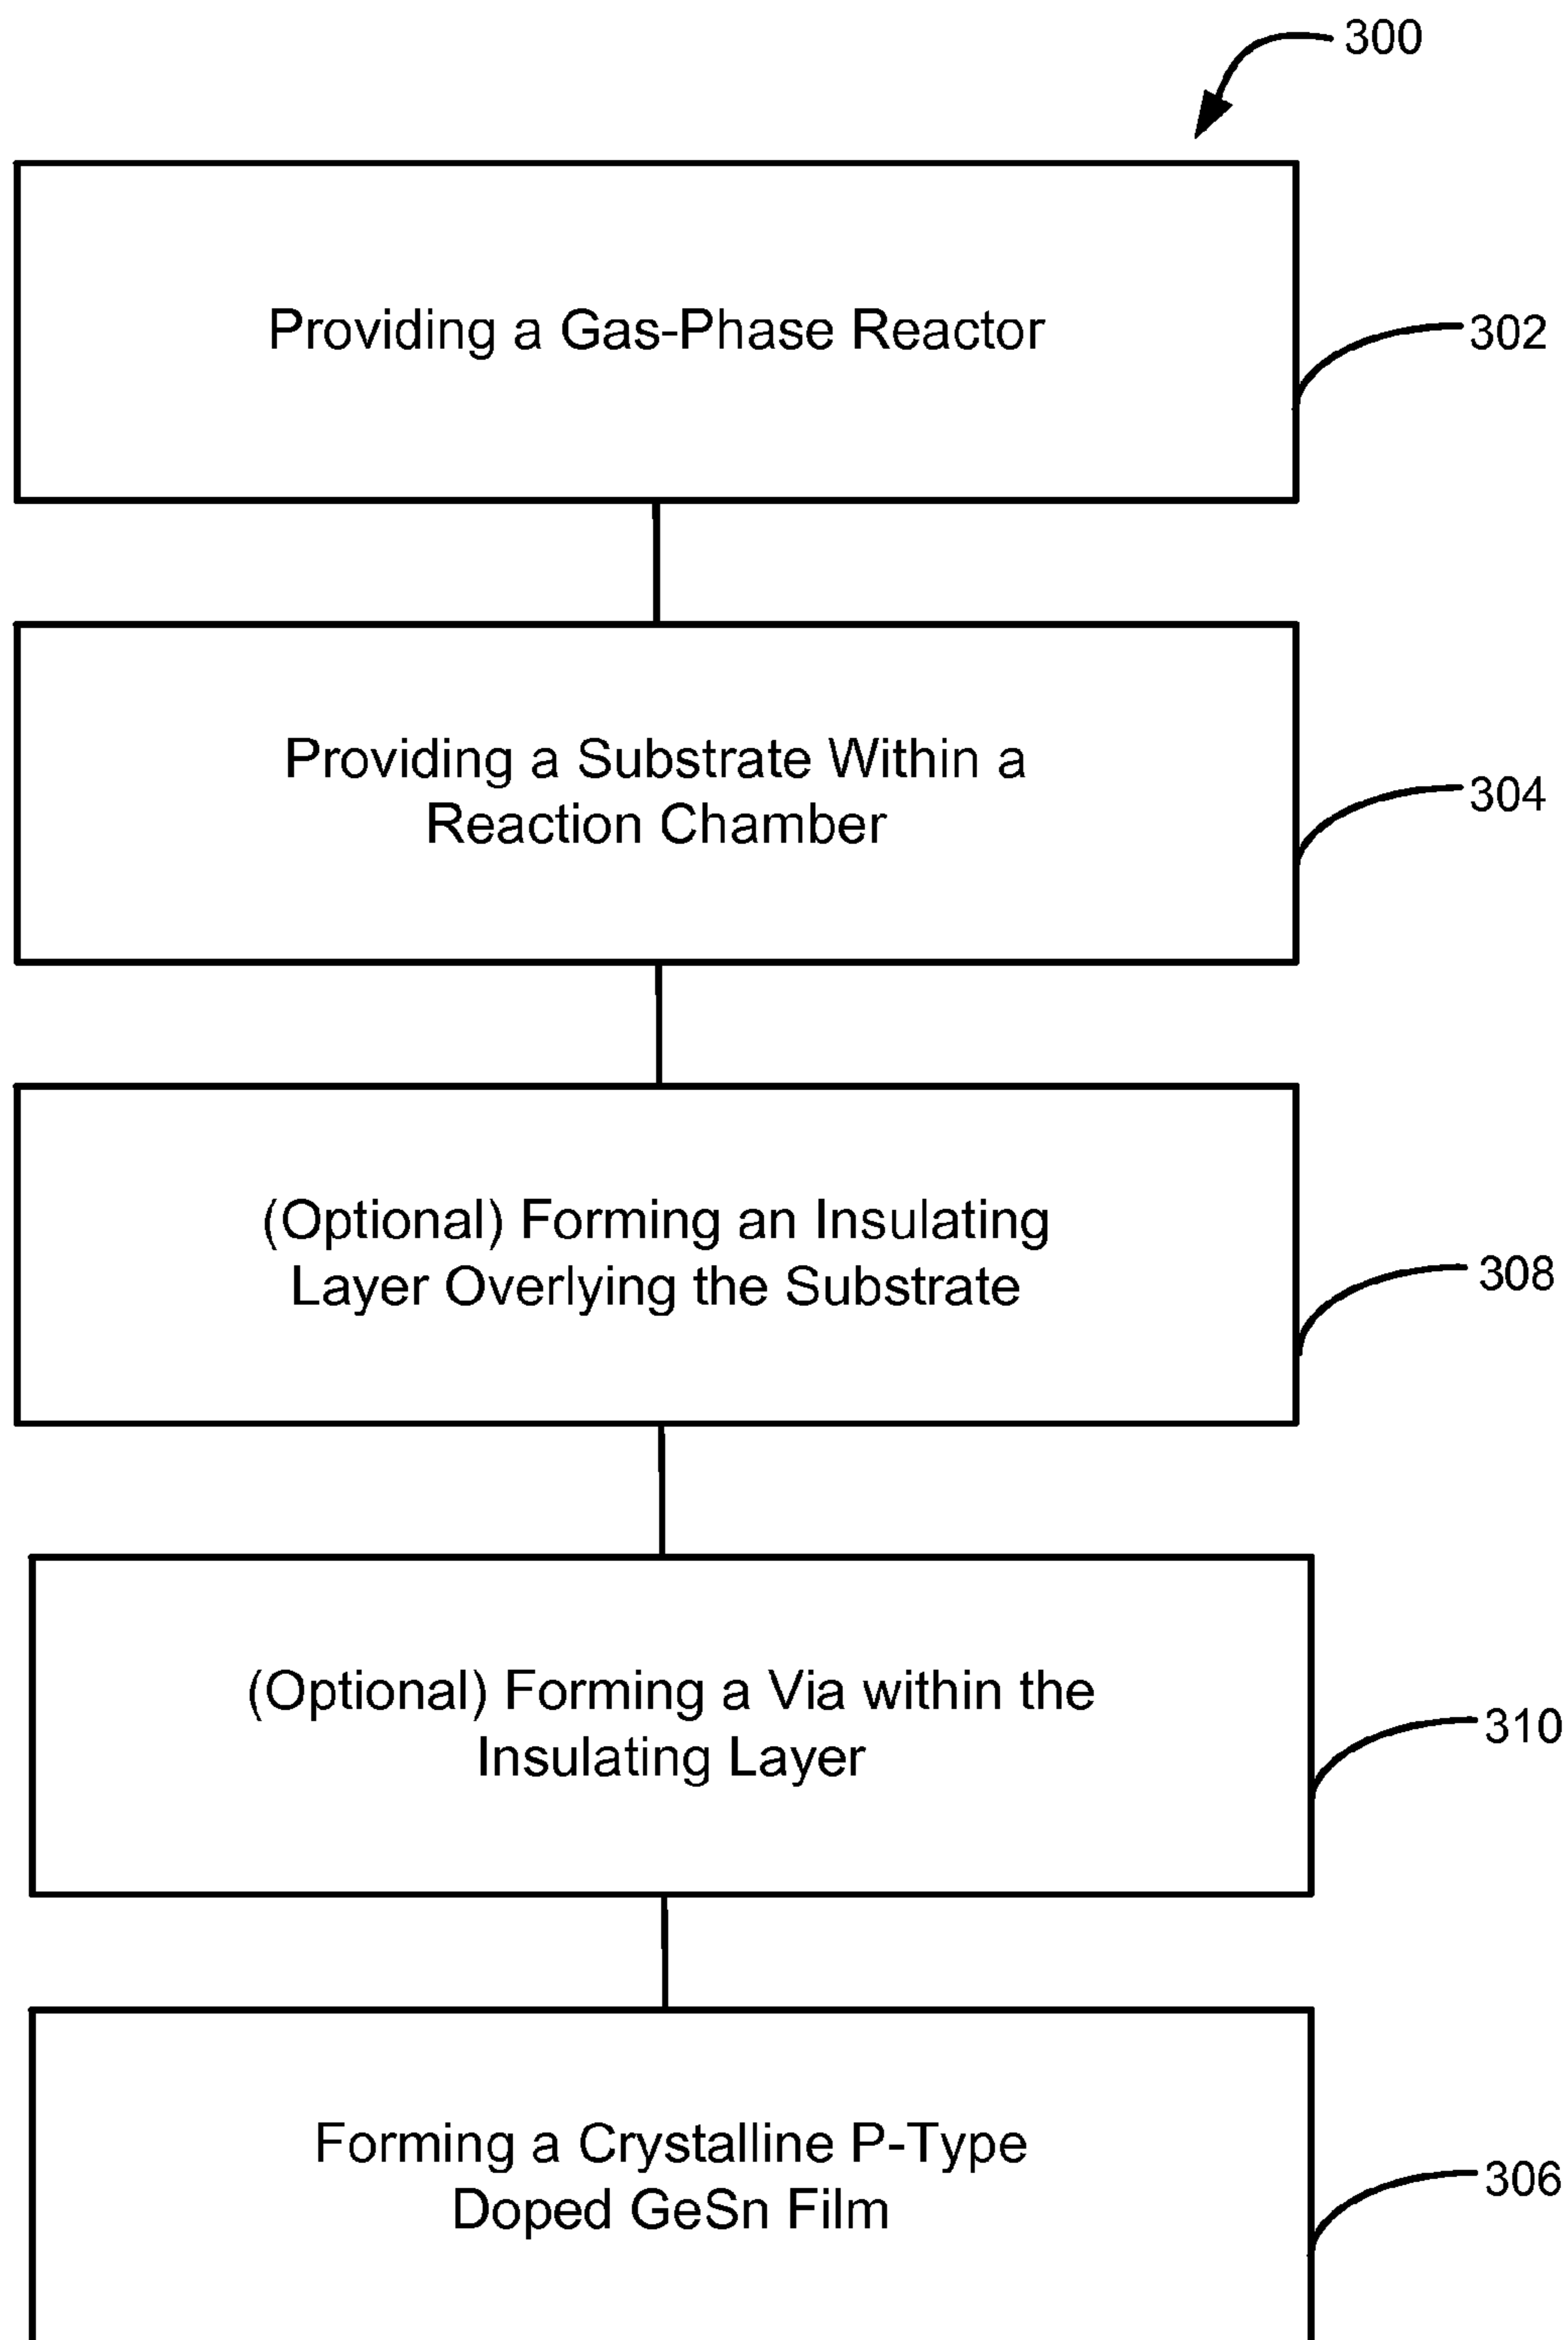 300
Providing a Gas-Phase Reactor
302
Providing a Substrate Within a
Reaction Chamber
304
(Optional) Forming an Insulating
Layer Overlying the Substrate
308
(Optional) Forming a Via within the
Insulating Layer
310
Forming a Crystalline P-Type
Doped GeSn Film
306